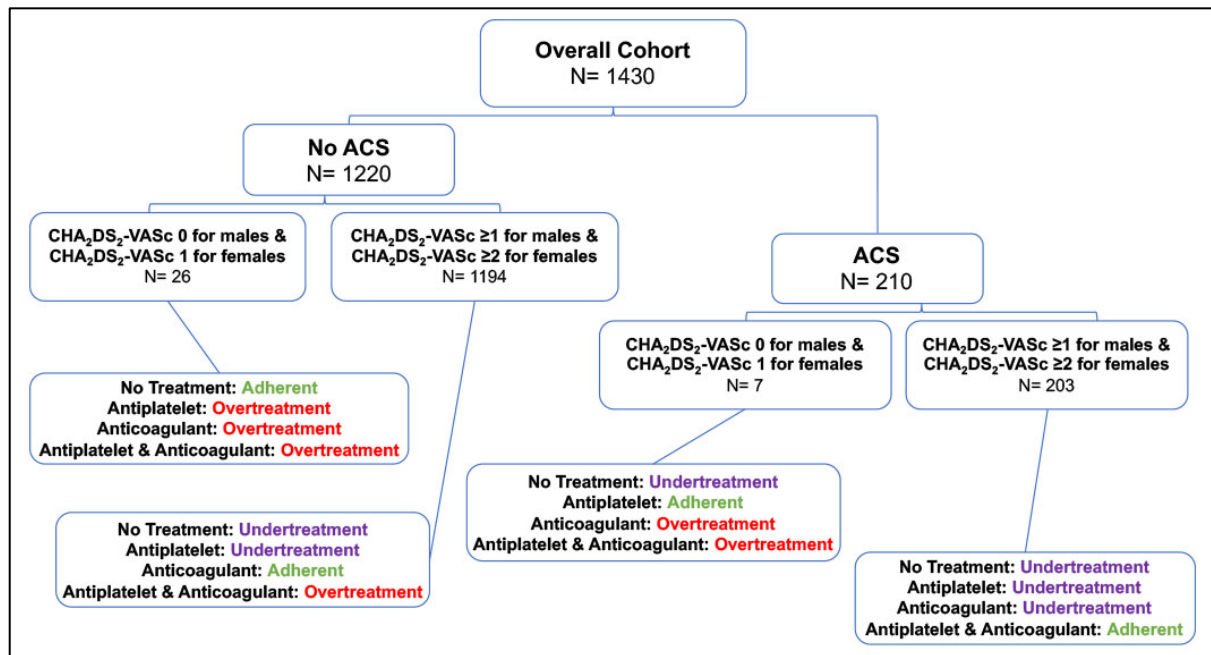 Overall Cohort
N= 1430
No ACS
N= 1220
CHA₂DS₂-VASc 0 for males &
CHA₂DS₂-VASc 1 for females
N= 26
CHA₂DS₂-VASc ≥1 for males &
CHA₂DS₂-VASc ≥2 for females
N= 1194
ACS
N= 210
CHA₂DS₂-VASc 0 for males &
CHA₂DS₂-VASc 1 for females
N= 7
CHA₂DS₂-VASc ≥1 for males &
CHA₂DS₂-VASc ≥2 for females
N= 203
No Treatment: Adherent
Antiplatelet: Overtreatment
Anticoagulant: Overtreatment
Antiplatelet & Anticoagulant: Overtreatment
No Treatment: Undertreatment
Antiplatelet: Undertreatment
Anticoagulant: Adherent
Antiplatelet & Anticoagulant: Overtreatment
No Treatment: Undertreatment
Antiplatelet: Adherent
Anticoagulant: Overtreatment
Antiplatelet & Anticoagulant: Overtreatment
No Treatment: Undertreatment
Antiplatelet: Undertreatment
Anticoagulant: Undertreatment
Antiplatelet & Anticoagulant: Adherent